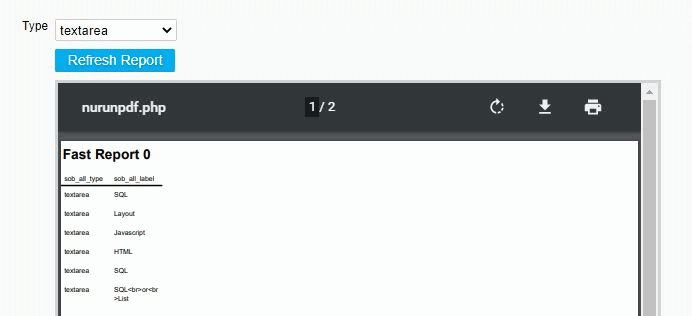 Type textarea
Refresh Report
nurunpdf.php 1 / 2
Fast Report 0
sob_all_type sob_all_label
textarea SQL
textarea Layout
textarea Javascript
textarea HTML
textarea SQL
textarea SQL<br>or<br
>List